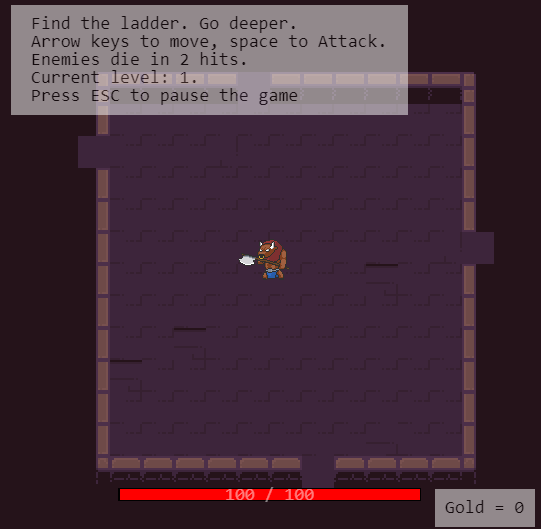 Find the ladder. Go deeper.
Arrow keys to move, space to Attack.
Enemies die in 2 hits.
Current level: 1.
Press ESC to pause the game
100 / 100
Gold = 0